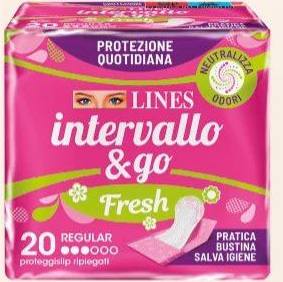 PROTEZIONE
QUOTIDIANA
NEUTRALIZZA
ODORI
LINES
intervallo
& go
Fresh
20 REGULAR
proteggislip ripiegati
PRATICA
BUSTINA
SALVA IGIENE